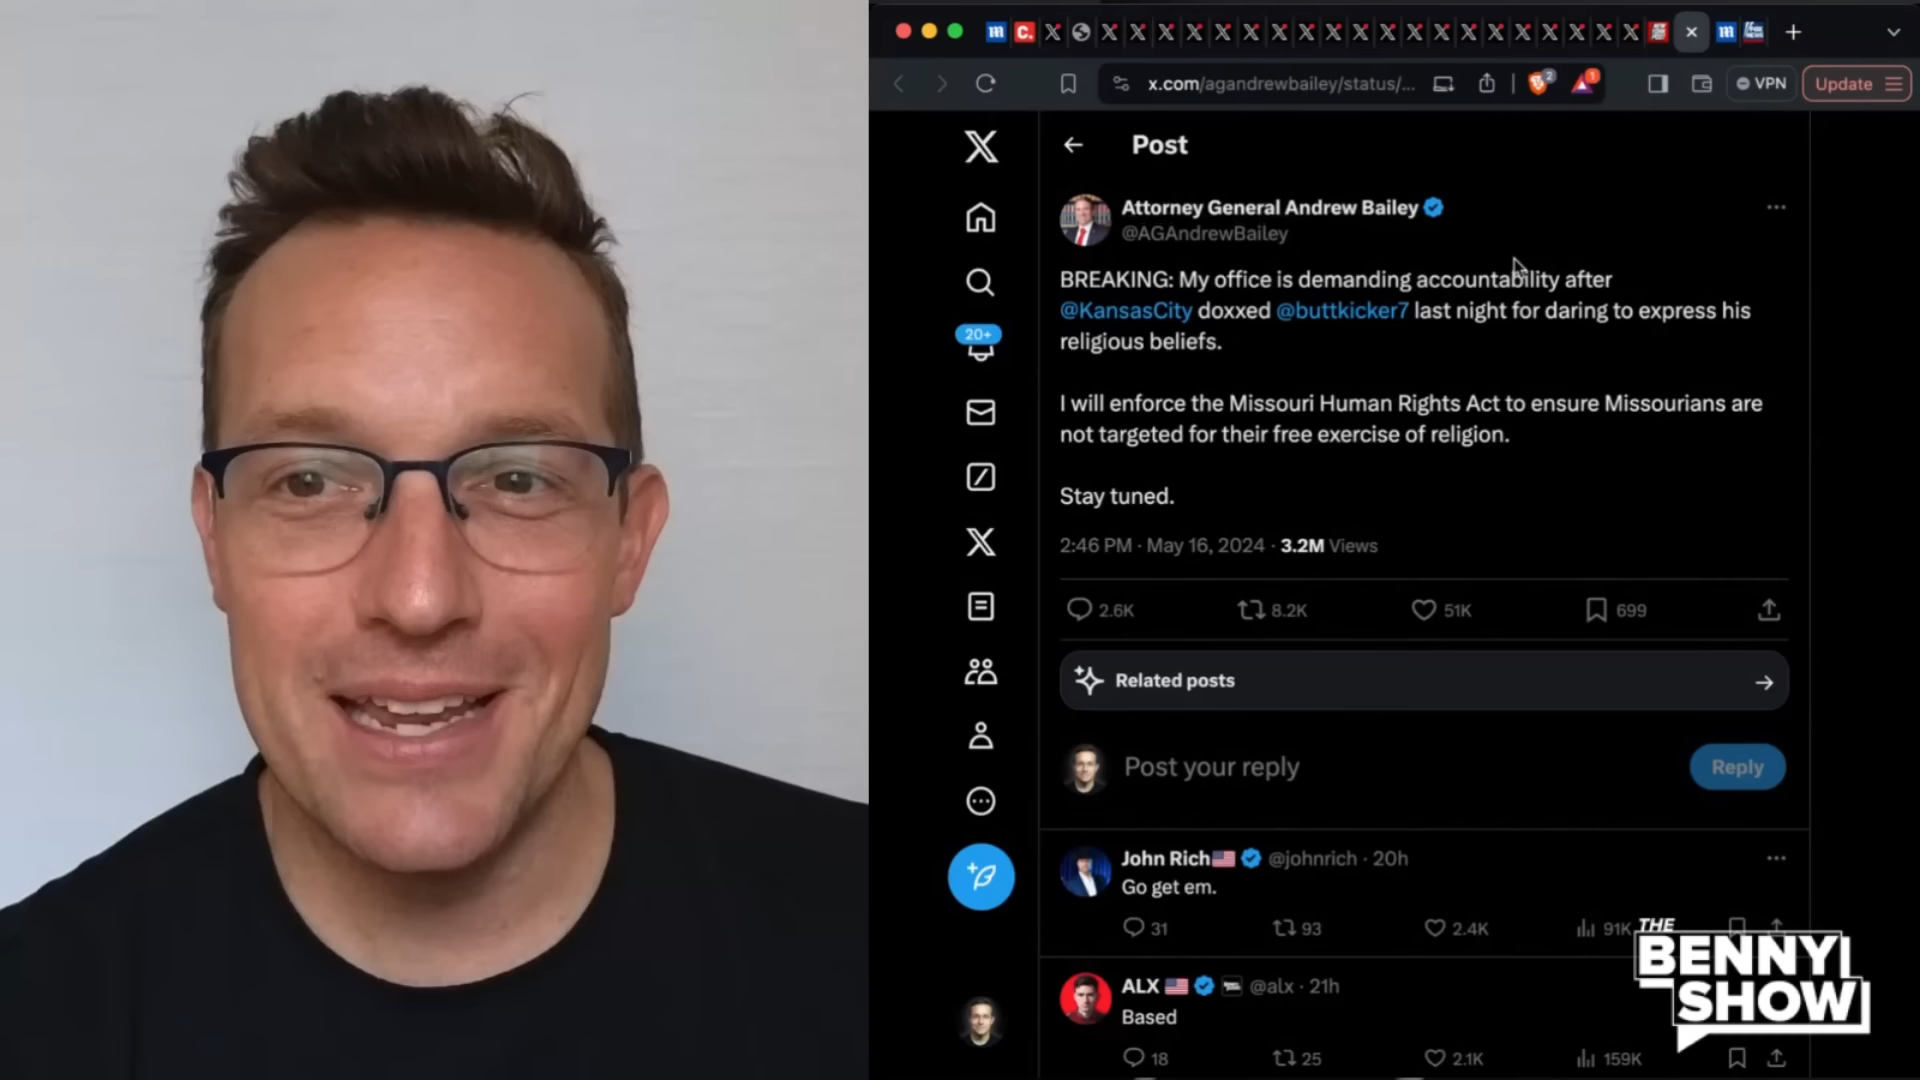 x.com/agandrewbailey/status/...
2
1
VPN
Update
Post
Attorney General Andrew Bailey
@AGAndrewBailey
BREAKING: My office is demanding accountability after
@KansasCity doxxed @buttkicker7 last night for daring to express his
religious beliefs.
20+
I will enforce the Missouri Human Rights Act to ensure Missourians are
not targeted for their free exercise of religion.
Stay tuned.
2:46 PM · May 16, 2024 · 3.2M Views
2.6K 8.2K 51K 699
Related posts
Post your reply
Reply
John Rich @johnrich · 20h
Go get em.
31 93 2.4K 91K
ALX @alx · 21h
Based
18 25 2.1K 159K
THE
BENNY
SHOW